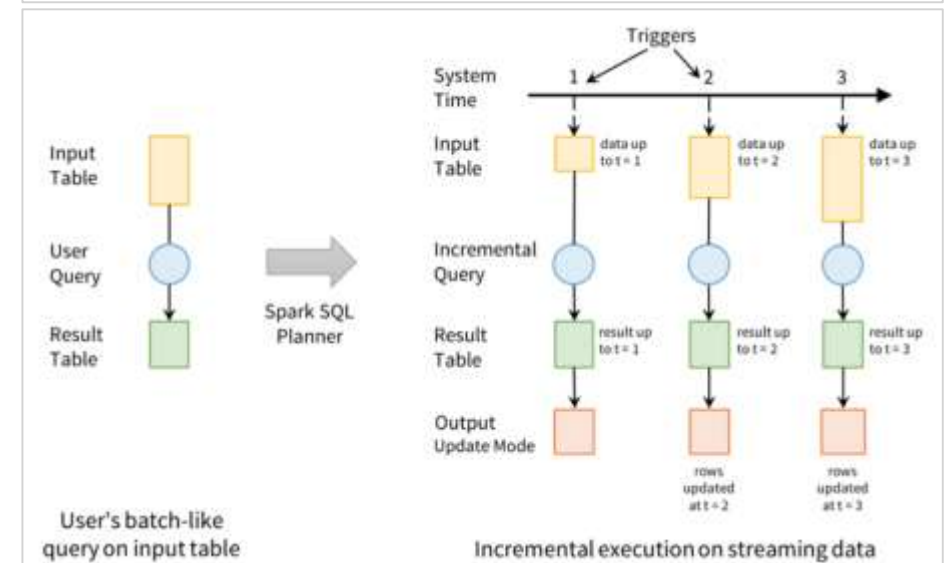 Triggers
System
Time
1
2
3
Input
Table
data up
to t = 1
data up
to t = 2
data up
to t = 3
Input
Table
User
Query
Spark SQL
Planner
Incremental
Query
Result
Table
Result
Table
result up
to t = 1
result up
to t = 2
result up
to t = 3
Output
Update Mode
rows
updated
at t = 2
rows
updated
at t = 3
User's batch-like
query on input table
Incremental execution on streaming data